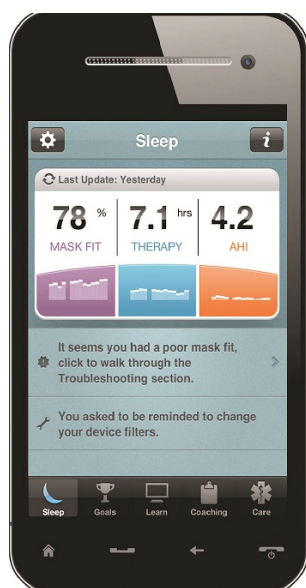 Sleep
i
Last Update: Yesterday
78 % 7.1 hrs 4.2
MASK FIT THERAPY AHI
It seems you had a poor mask fit,
click to walk through the
Troubleshooting section.
You asked to be reminded to change
your device filters.
Sleep Goals Learn Coaching Care